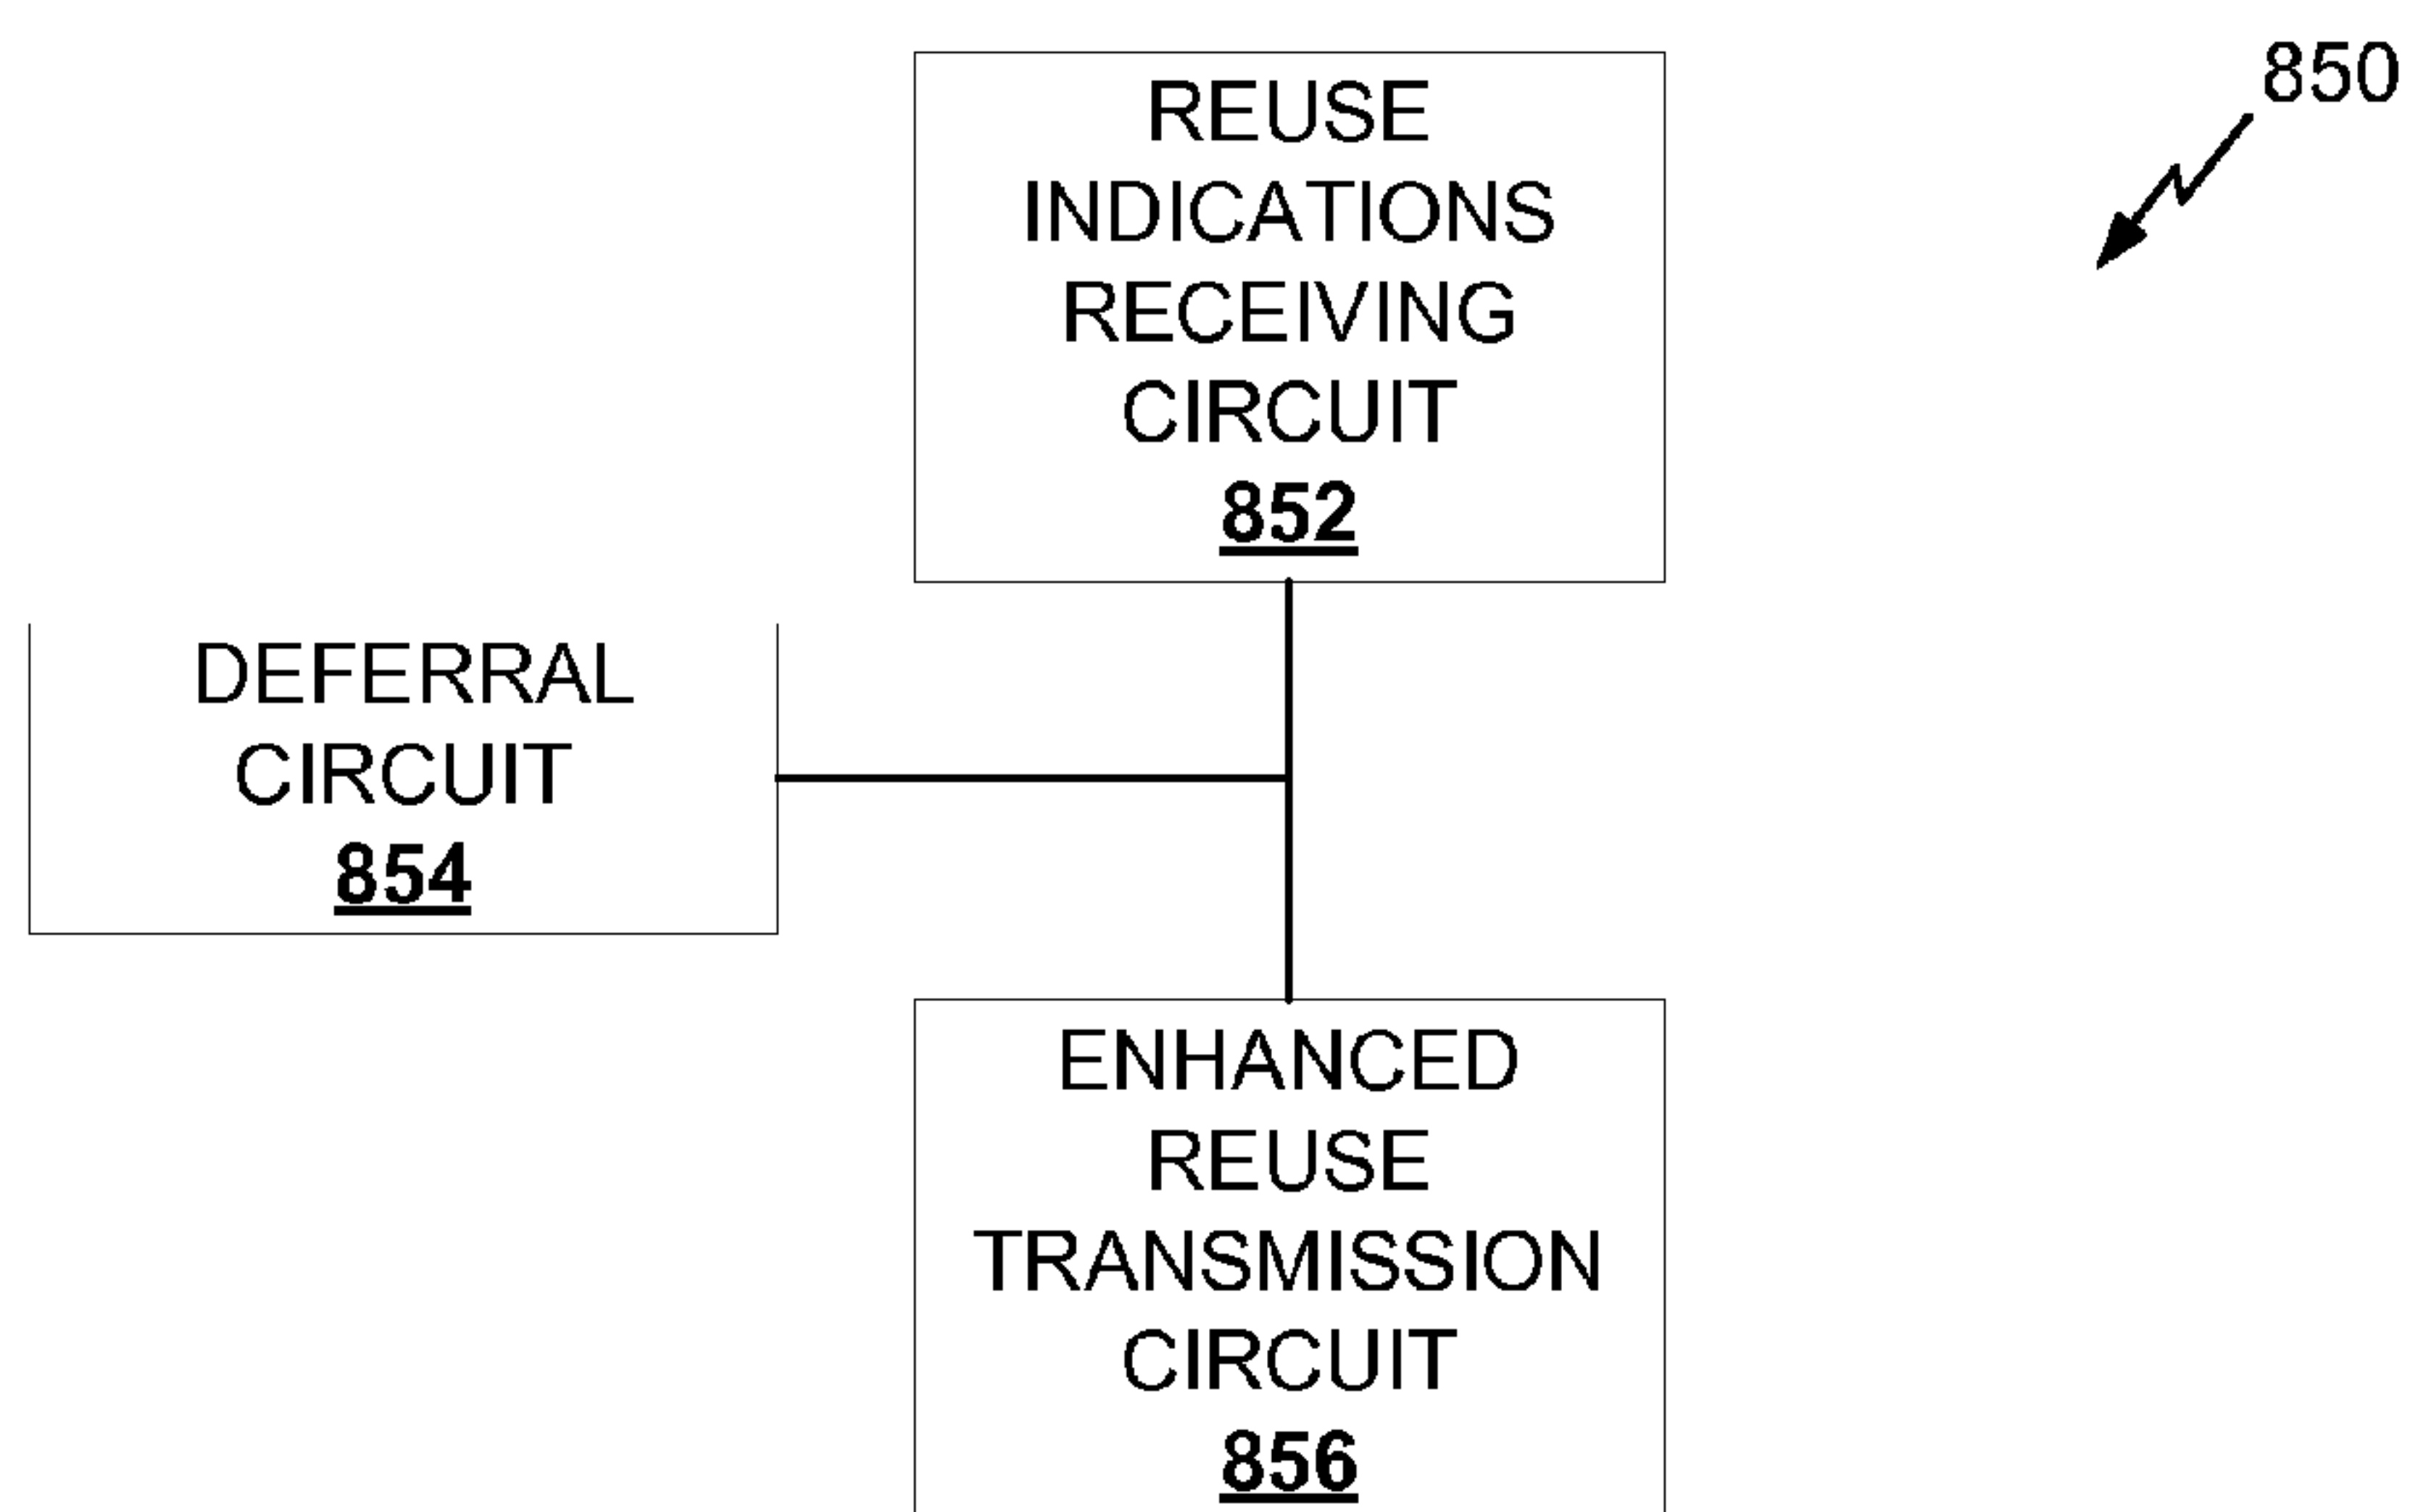 850
REUSE
INDICATIONS
RECEIVING
CIRCUIT
852
DEFERRAL
CIRCUIT
854
ENHANCED
REUSE
TRANSMISSION
CIRCUIT
856